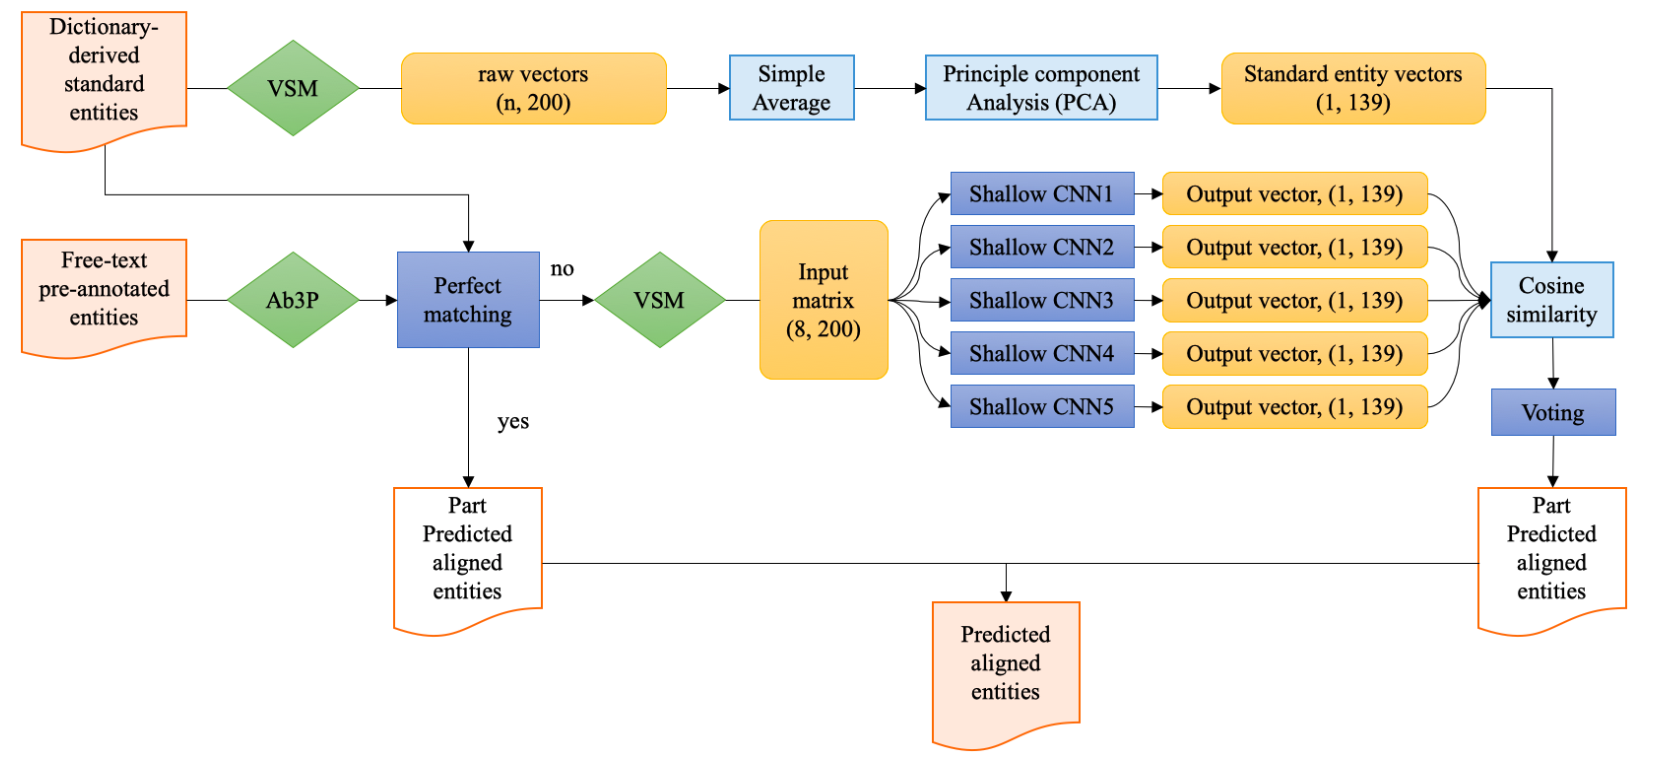 Dictionary-
derived
standard
entities
VSM
raw vectors
(n, 200)
Simple
Average
Principle component
Analysis (PCA)
Standard entity vectors
(1, 139)
Free-text
pre-annotated
entities
Ab3P
Perfect
matching
no
yes
VSM
Input
matrix
(8, 200)
Shallow CNN1
Output vector, (1, 139)
Shallow CNN2
Output vector, (1, 139)
Shallow CNN3
Output vector, (1, 139)
Shallow CNN4
Output vector, (1, 139)
Shallow CNN5
Output vector, (1, 139)
Cosine
similarity
Voting
Part
Predicted
aligned
entities
Part
Predicted
aligned
entities
Predicted
aligned
entities